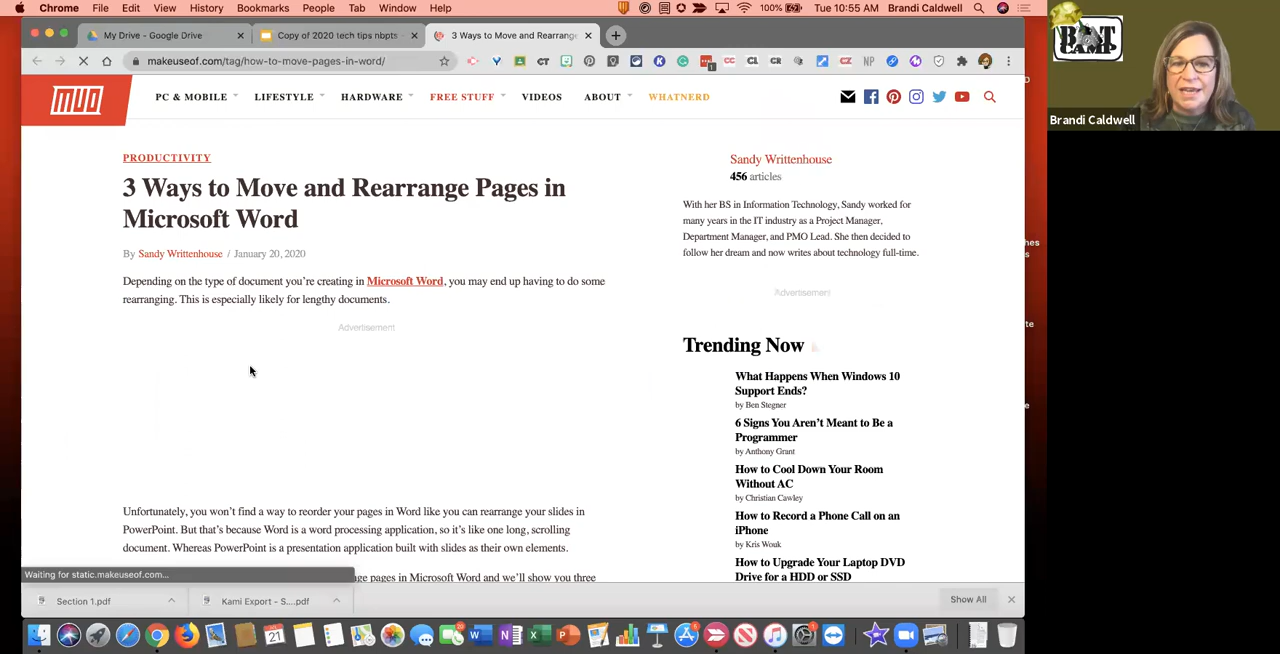 Chrome File Edit View History Bookmarks People Tab Window Help 100% Tue 10:55 AM Brandi Caldwell
My Drive - Google Drive Copy of 2020 tech tips nbpts 3 Ways to Move and Rearrange
makeuseof.com/tag/how-to-move-pages-in-word/
MUO
PC & MOBILE LIFESTYLE HARDWARE FREE STUFF VIDEOS ABOUT WHATNERD
PRODUCTIVITY
3 Ways to Move and Rearrange Pages in
Microsoft Word
By Sandy Writtenhouse / January 20, 2020
Depending on the type of document you're creating in Microsoft Word, you may end up having to do some
rearranging. This is especially likely for lengthy documents.
Advertisement
Unfortunately, you won't find a way to reorder your pages in Word like you can rearrange your slides in
PowerPoint. But that's because Word is a word processing application, so it's like one long, scrolling
document. Whereas PowerPoint is a presentation application built with slides as their own elements.
pages in Microsoft Word and we'll show you three
Sandy Writtenhouse
456 articles
With her BS in Information Technology, Sandy worked for
many years in the IT industry as a Project Manager,
Department Manager, and PMO Lead. She then decided to
follow her dream and now writes about technology full-time.
Advertisement
Trending Now
What Happens When Windows 10
Support Ends?
by Ben Stegner
6 Signs You Aren't Meant to Be a
Programmer
by Anthony Grant
How to Cool Down Your Room
Without AC
by Christian Cawley
How to Record a Phone Call on an
iPhone
by Kris Wouk
How to Upgrade Your Laptop DVD
Drive for a HDD or SSD
Waiting for static.makeuseof.com...
Section 1.pdf Kami Export - S....pdf Show All
BOOT CAMP
Brandi Caldwell